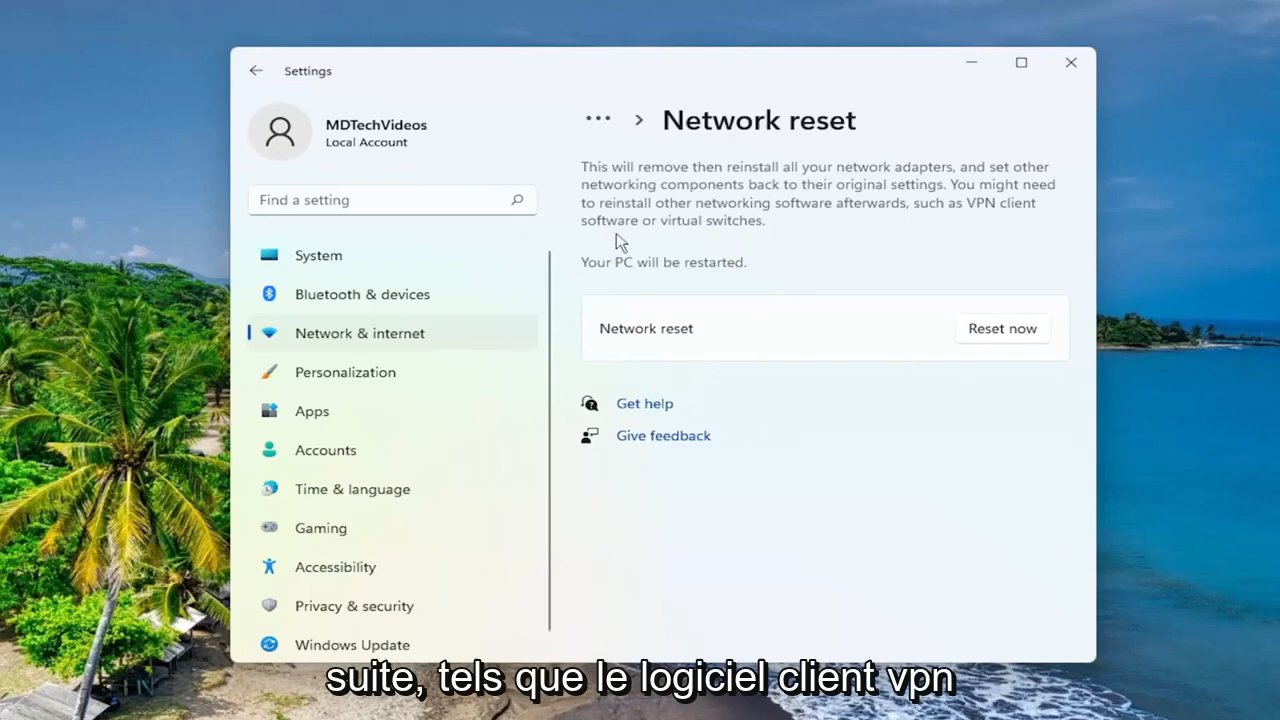 Settings
MDTechVideos
Local Account
Find a setting
System
Bluetooth & devices
Network & internet
Personalization
Apps
Accounts
Time & language
Gaming
Accessibility
Privacy & security
Windows Update
Network reset
This will remove then reinstall all your network adapters, and set other
networking components back to their original settings. You might need
to reinstall other networking software afterwards, such as VPN client
software or virtual switches.
Your PC will be restarted.
Network reset
Reset now
Get help
Give feedback
suite, tels que le logiciel client vpn